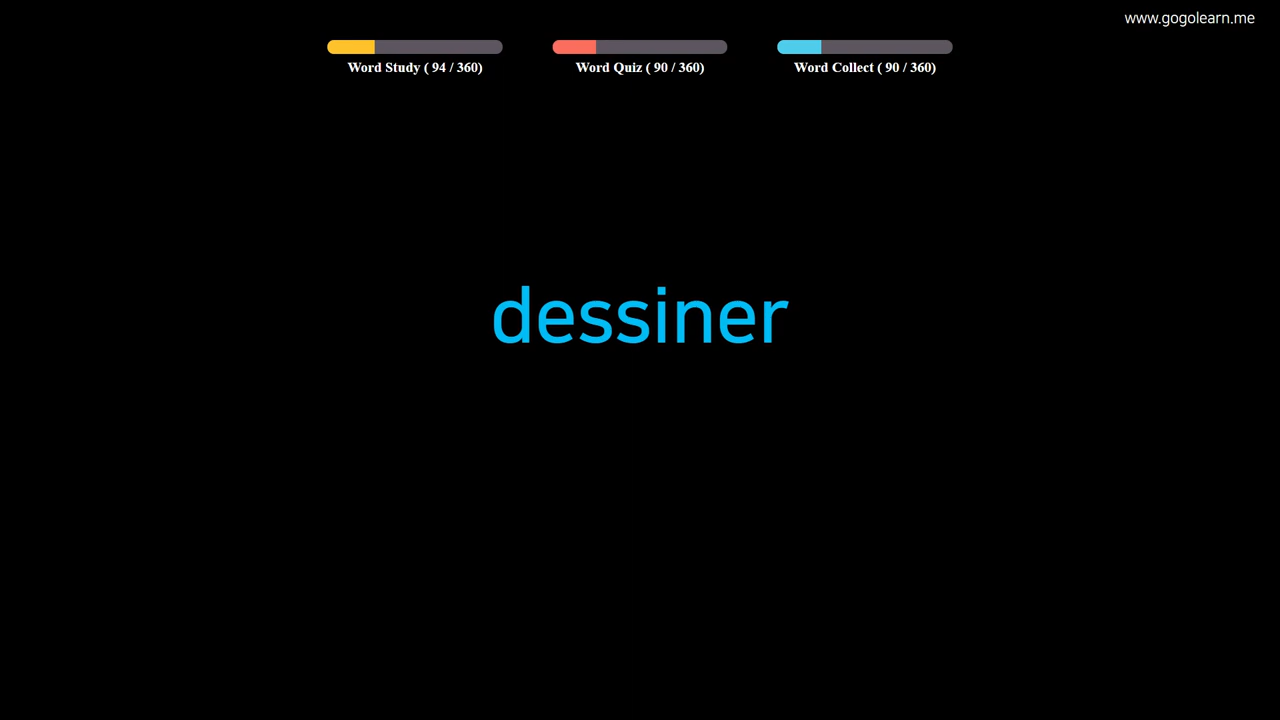 www.gogolearn.me
Word Study ( 94 / 360)
Word Quiz ( 90 / 360)
Word Collect ( 90 / 360)
dessiner